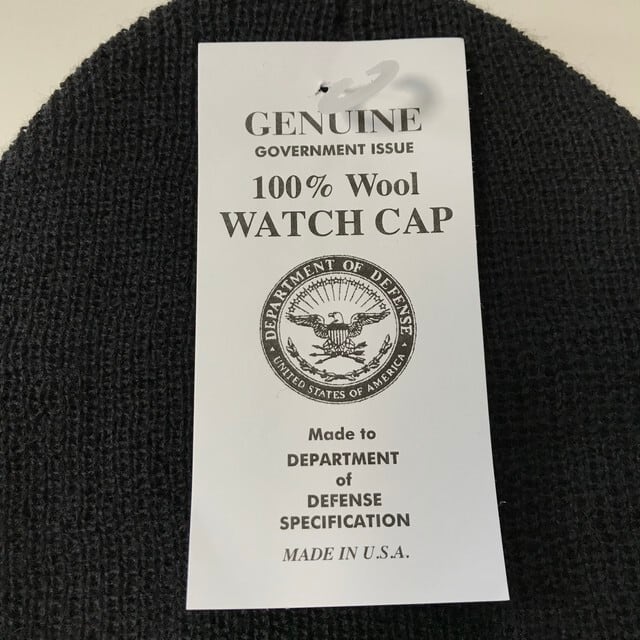 GENUINE
GOVERNMENT ISSUE
100% Wool
WATCH CAP
DEPARTMENT OF DEFENSE
UNITED STATES OF AMERICA
Made to
DEPARTMENT
of
DEFENSE
SPECIFICATION
MADE IN U.S.A.